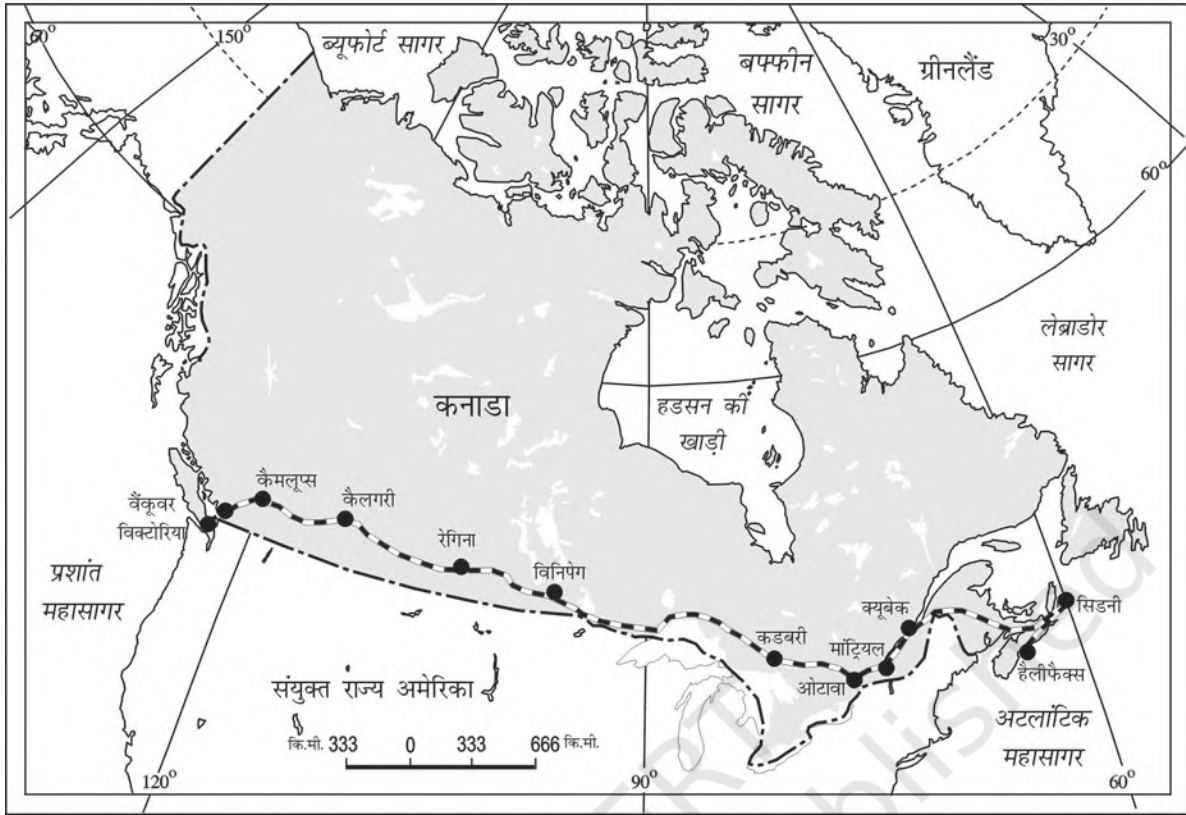 60°
150°
ब्यूफोर्ट सागर
बफ्फीन
सागर
ग्रीनलैंड
30°
60°
लेब्राडोर
सागर
कनाडा
हडसन की
खाड़ी
कैमलूप्स
कैलगरी
वैंकूवर
विक्टोरिया
रेगिना
विनिपेग
प्रशांत
महासागर
क्यूबेक
सिडनी
कडबरी
मांट्रियल
ओटावा
हैलीफैक्स
संयुक्त राज्य अमेरिका
अटलांटिक
महासागर
कि.मी. 333 0 333 666 कि.मी.
120°
90°
60°